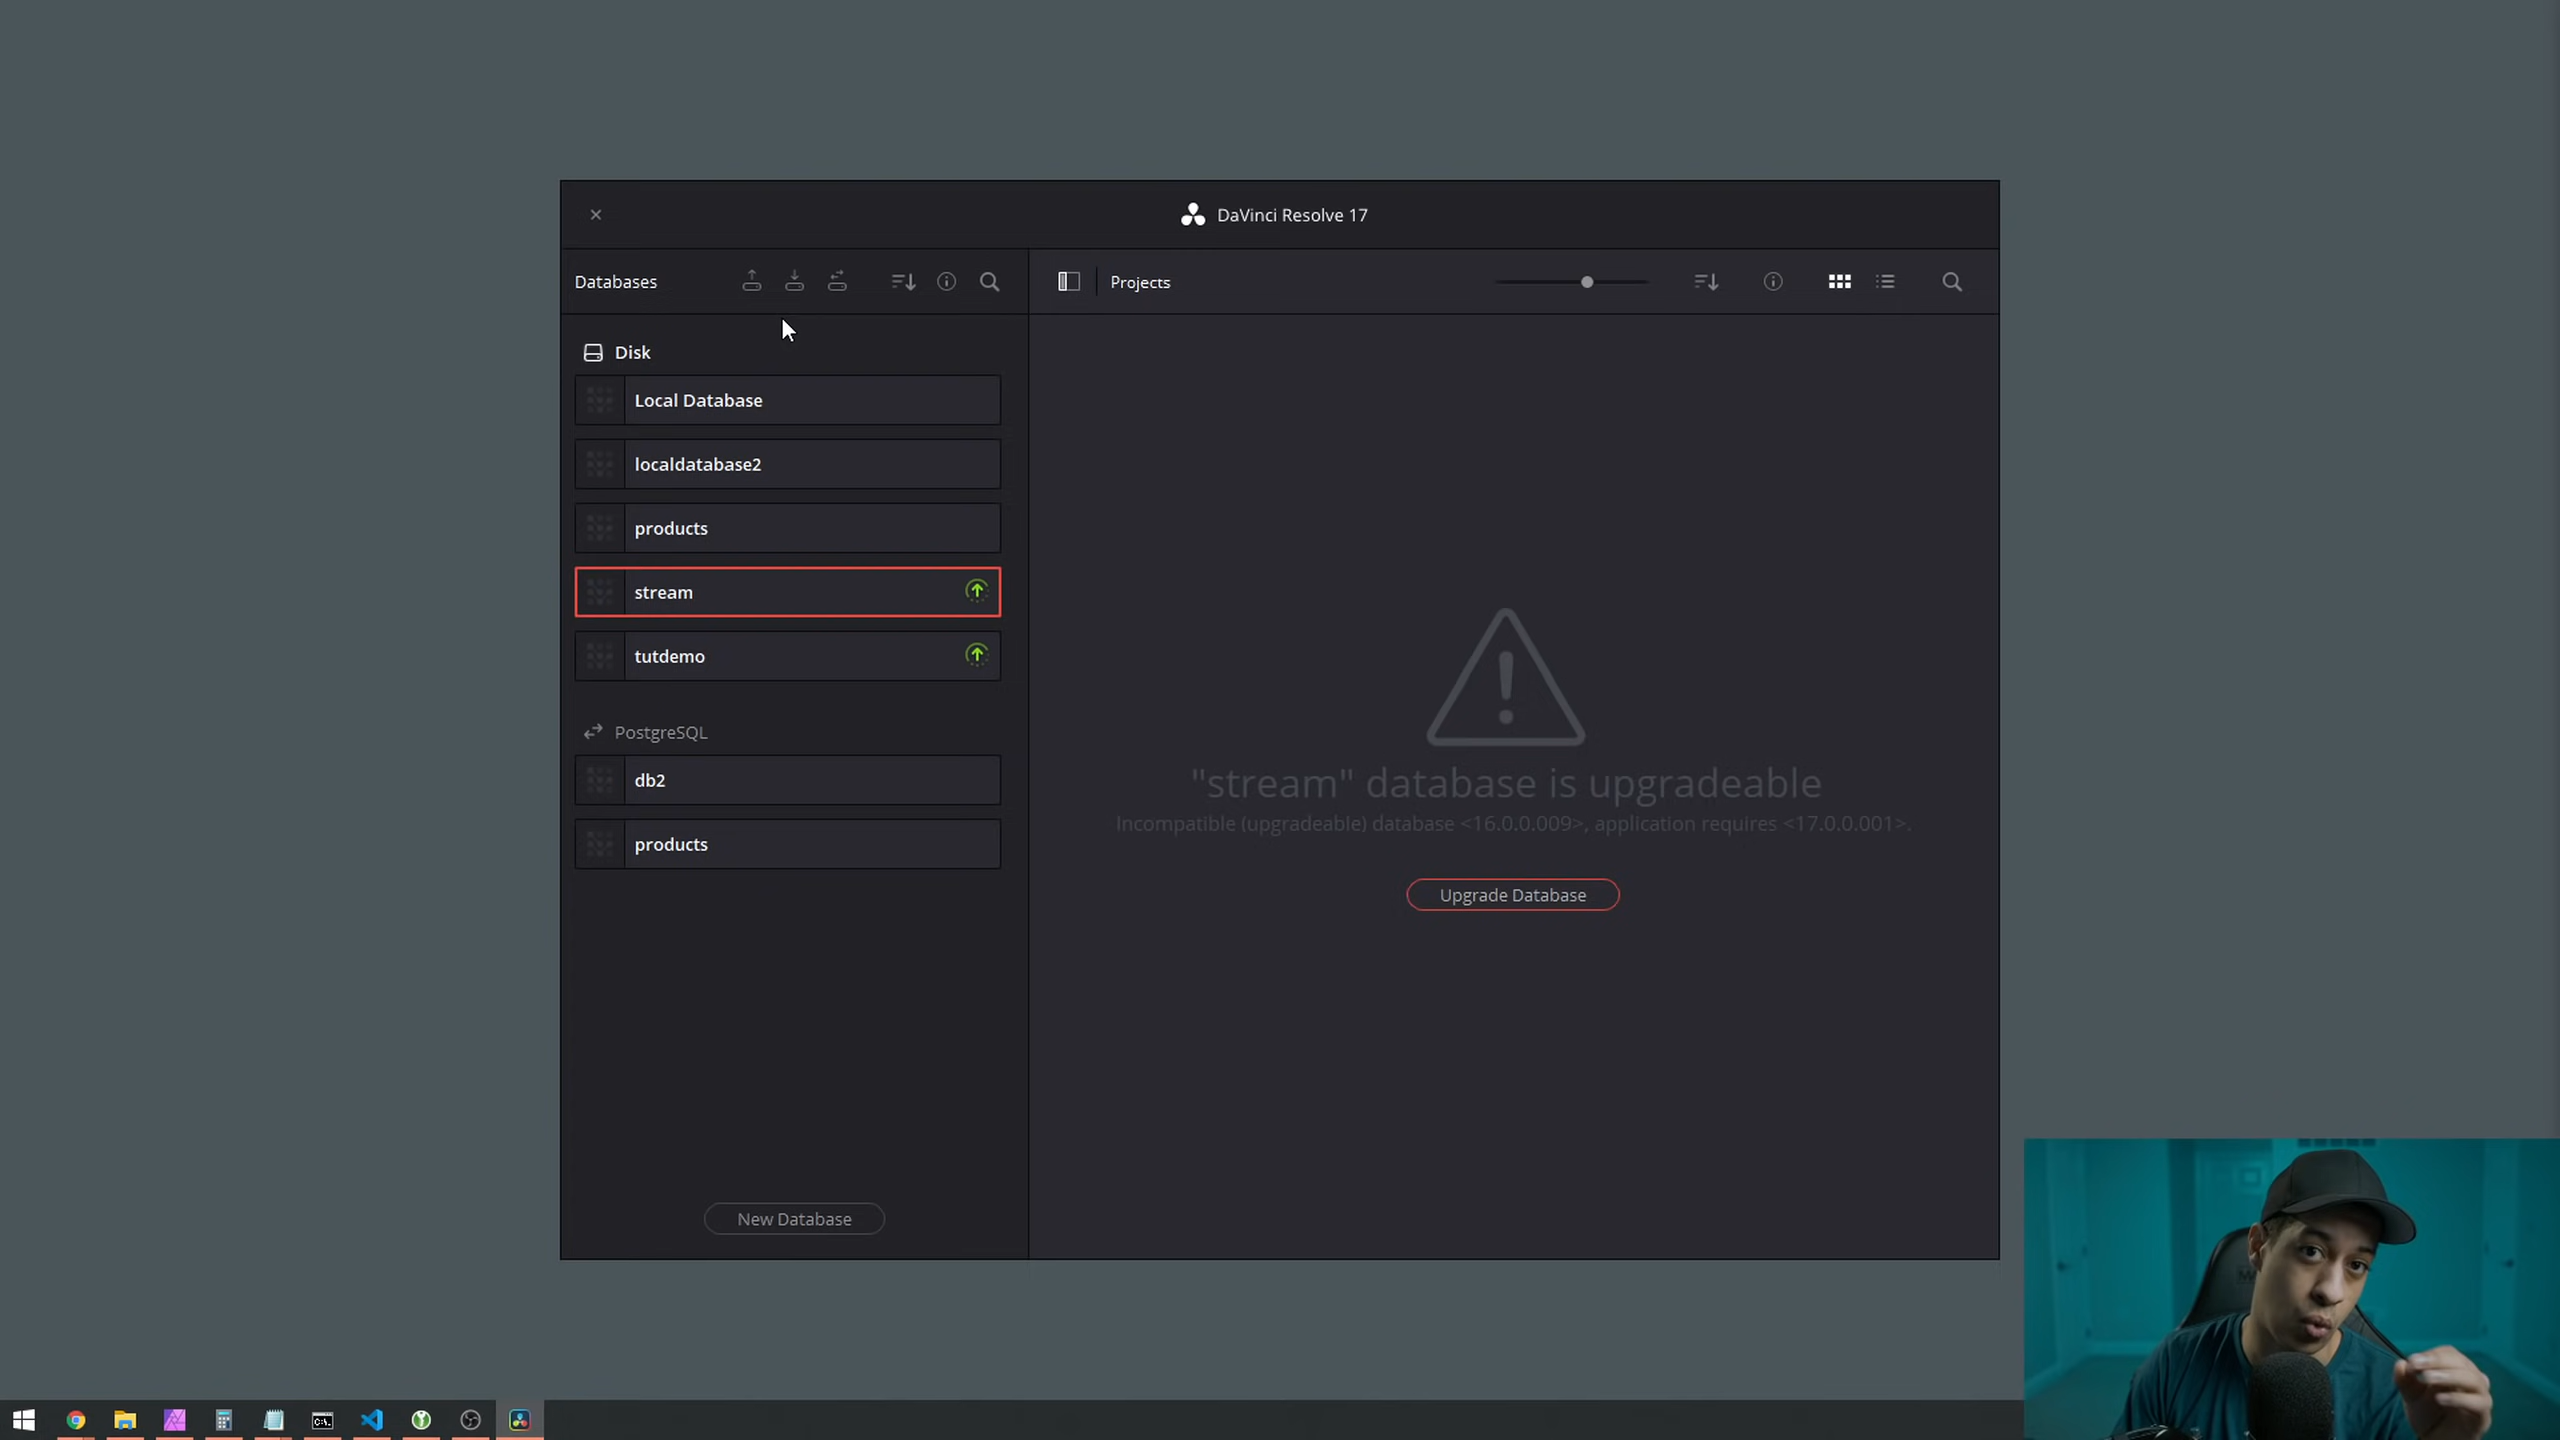 DaVinci Resolve 17
Databases
Projects
Disk
Local Database
localdatabase2
products
stream
tutdemo
PostgreSQL
db2
products
New Database
"stream" database is upgradeable
Incompatible (upgradeable) database <16.0.0.009>, application requires <17.0.0.001>.
Upgrade Database